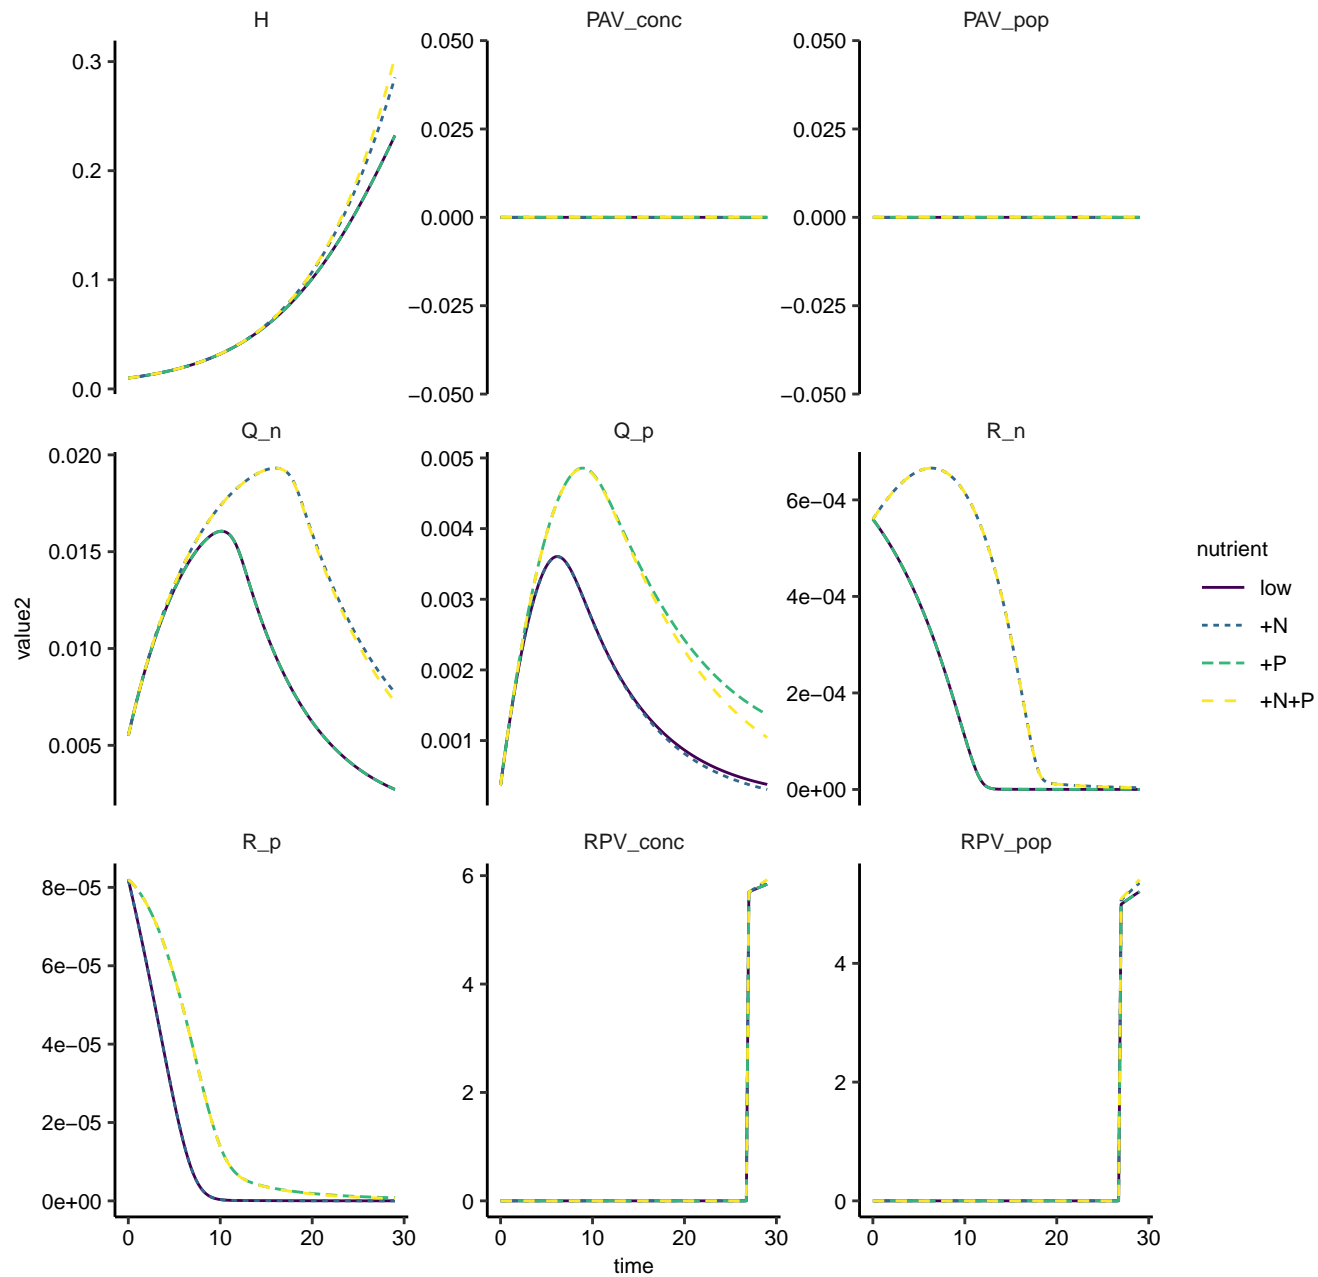 H
PAV_conc
PAV_pop
0.3
0.2
0.1
0.0
0.050
0.025
0.000
−0.025
−0.050
0.050
0.025
0.000
−0.025
−0.050
Q_n
Q_p
R_n
0.020
0.015
0.010
0.005
0.005
0.004
0.003
0.002
0.001
6e−04
4e−04
2e−04
0e+00
value2
nutrient
low
+N
+P
+N+P
R_p
RPV_conc
RPV_pop
8e−05
6e−05
4e−05
2e−05
0e+00
6
4
2
0
4
2
0
0 10 20 30
0 10 20 30
0 10 20 30
time